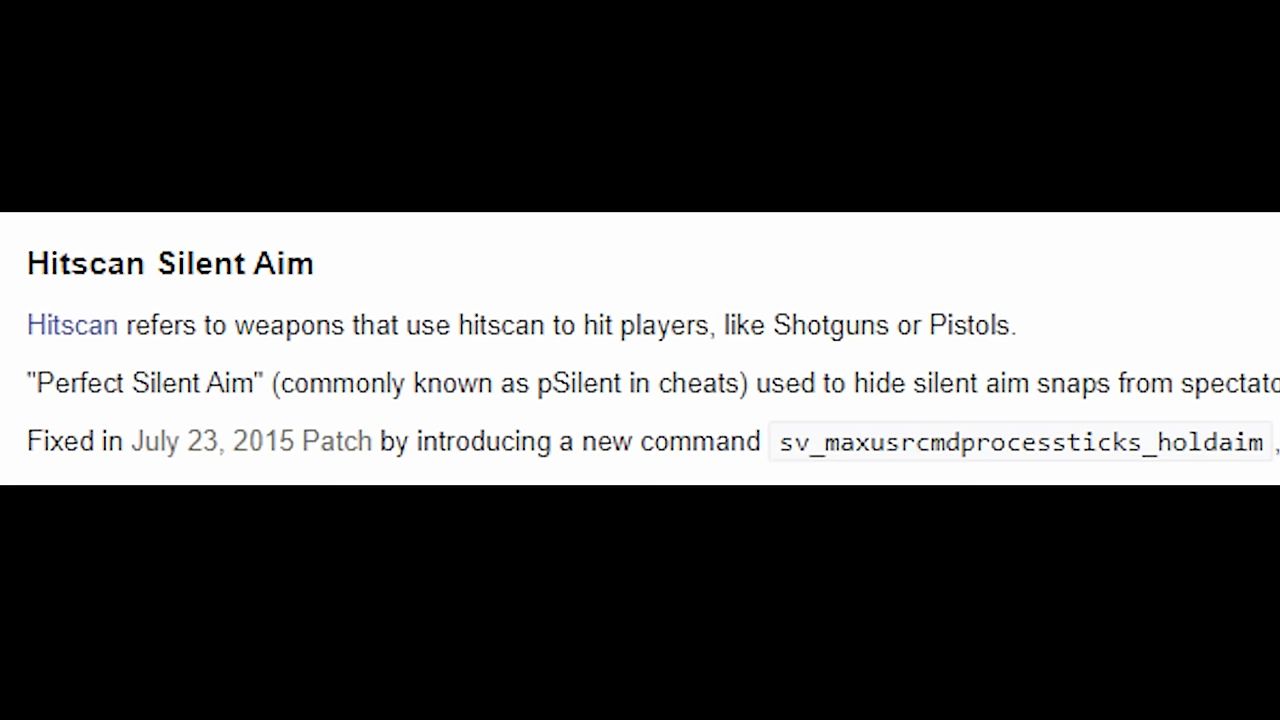 Hitscan Silent Aim
Hitscan refers to weapons that use hitscan to hit players, like Shotguns or Pistols.
"Perfect Silent Aim" (commonly known as pSilent in cheats) used to hide silent aim snaps from spectato
Fixed in July 23, 2015 Patch by introducing a new command sv_maxusrcmdprocessticks_holdaim,